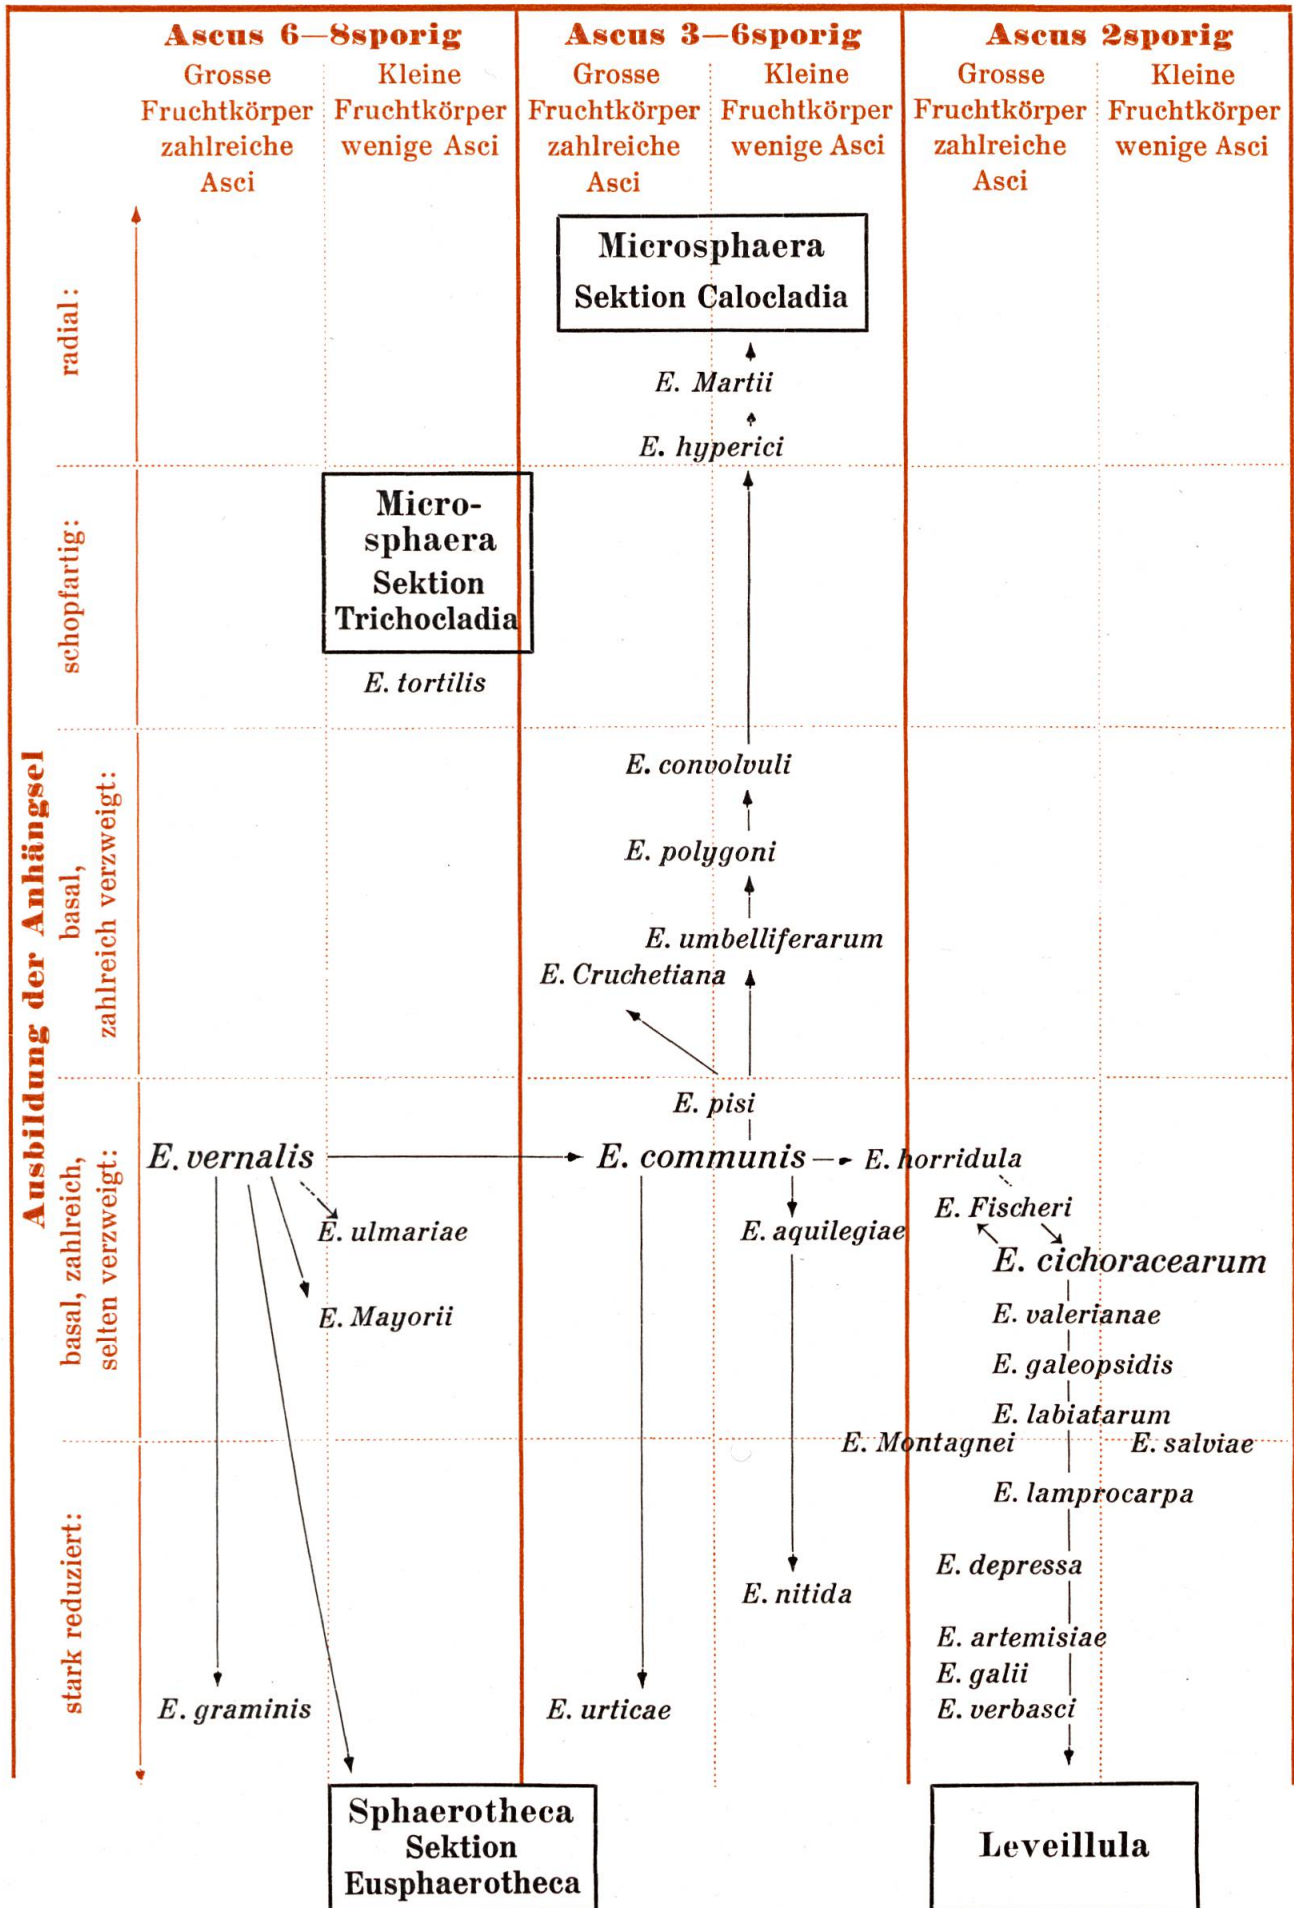 Ascus 6—8sporig
Grosse
Fruchtkörper
zahlreiche
Asci
Kleine
Fruchtkörper
wenige Asci
Ascus 3—6sporig
Grosse
Fruchtkörper
zahlreiche
Asci
Kleine
Fruchtkörper
wenige Asci
Ascus 2sporig
Grosse
Fruchtkörper
zahlreiche
Asci
Kleine
Fruchtkörper
wenige Asci
Ausbildung der Anhängsel
radial:
Microsphaera
Sektion Calocladia
E. Martii
E. hyperici
schopfartig:
Micro-
sphaera
Sektion
Trichocladia
E. tortilis
basal,
zahlreich verzweigt:
E. convolvuli
E. polygoni
E. umbelliferarum
E. Cruchetiana
basal, zahlreich,
selten verzweigt:
E. pisi
E. vernalis
E. communis
E. horridula
E. ulmariae
E. aquilegiae
E. Fischeri
E. cichoracearum
E. Mayorii
E. valerianae
E. galeopsidis
E. labiatarum
E. Montagnei
E. salviae
stark reduziert:
E. lamprocarpa
E. depressa
E. nitida
E. artemisiae
E. galii
E. graminis
E. urticae
E. verbasci
Sphaerotheca
Sektion
Eusphaerotheca
Leveillula